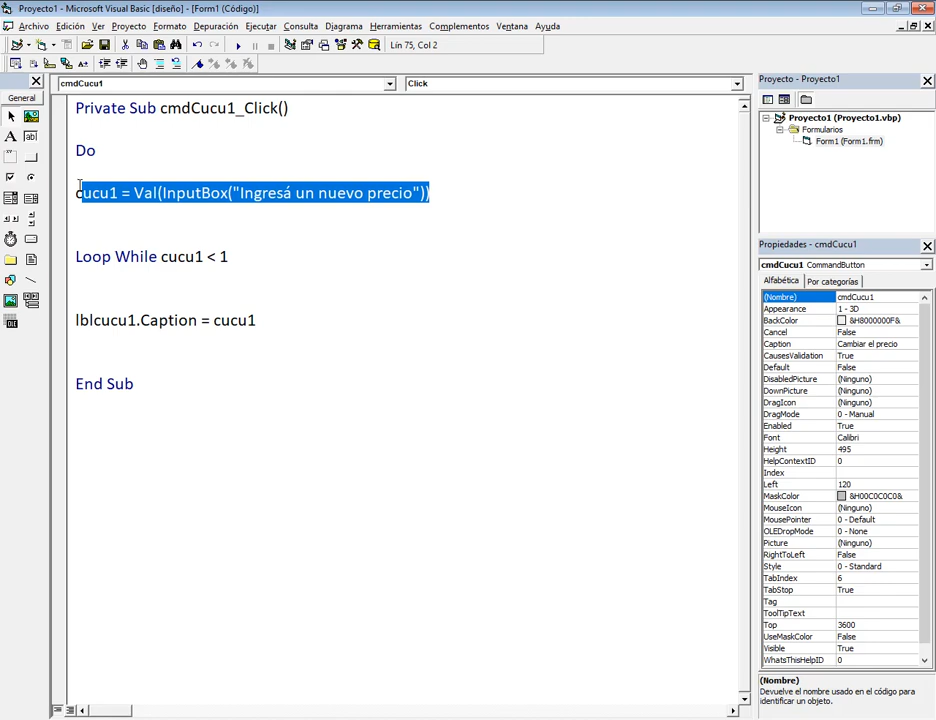 Proyecto1 - Microsoft Visual Basic [diseño] - [Form1 (Código)]
Archivo Edición Ver Proyecto Formato Depuración Ejecutar Consulta Diagrama Herramientas Complementos Ventana Ayuda
Lín 75, Col 2
General
cmdCucu1
Click
Private Sub cmdCucu1_Click()
Do
cucu1 = Val(InputBox("Ingresá un nuevo precio"))
Loop While cucu1 < 1
lblcucu1.Caption = cucu1
End Sub
Proyecto - Proyecto1
Proyecto1 (Proyecto1.vbp)
Formularios
Form1 (Form1.frm)
Propiedades - cmdCucu1
cmdCucu1 CommandButton
Alfabética Por categorías
(Nombre) cmdCucu1
Appearance 1 - 3D
BackColor &H8000000F&
Cancel False
Caption Cambiar el precio
CausesValidation True
Default False
DisabledPicture (Ninguno)
DownPicture (Ninguno)
DragIcon (Ninguno)
DragMode 0 - Manual
Enabled True
Font Calibri
Height 495
HelpContextID 0
Index
Left 120
MaskColor &H00C0C0C0&
MouseIcon (Ninguno)
MousePointer 0 - Default
OLEDropMode 0 - None
Picture (Ninguno)
RightToLeft False
Style 0 - Standard
TabIndex 6
TabStop True
Tag
ToolTipText
Top 3600
UseMaskColor False
Visible True
WhatsThisHelpID 0
(Nombre)
Devuelve el nombre usado en el código para
identificar un objeto.